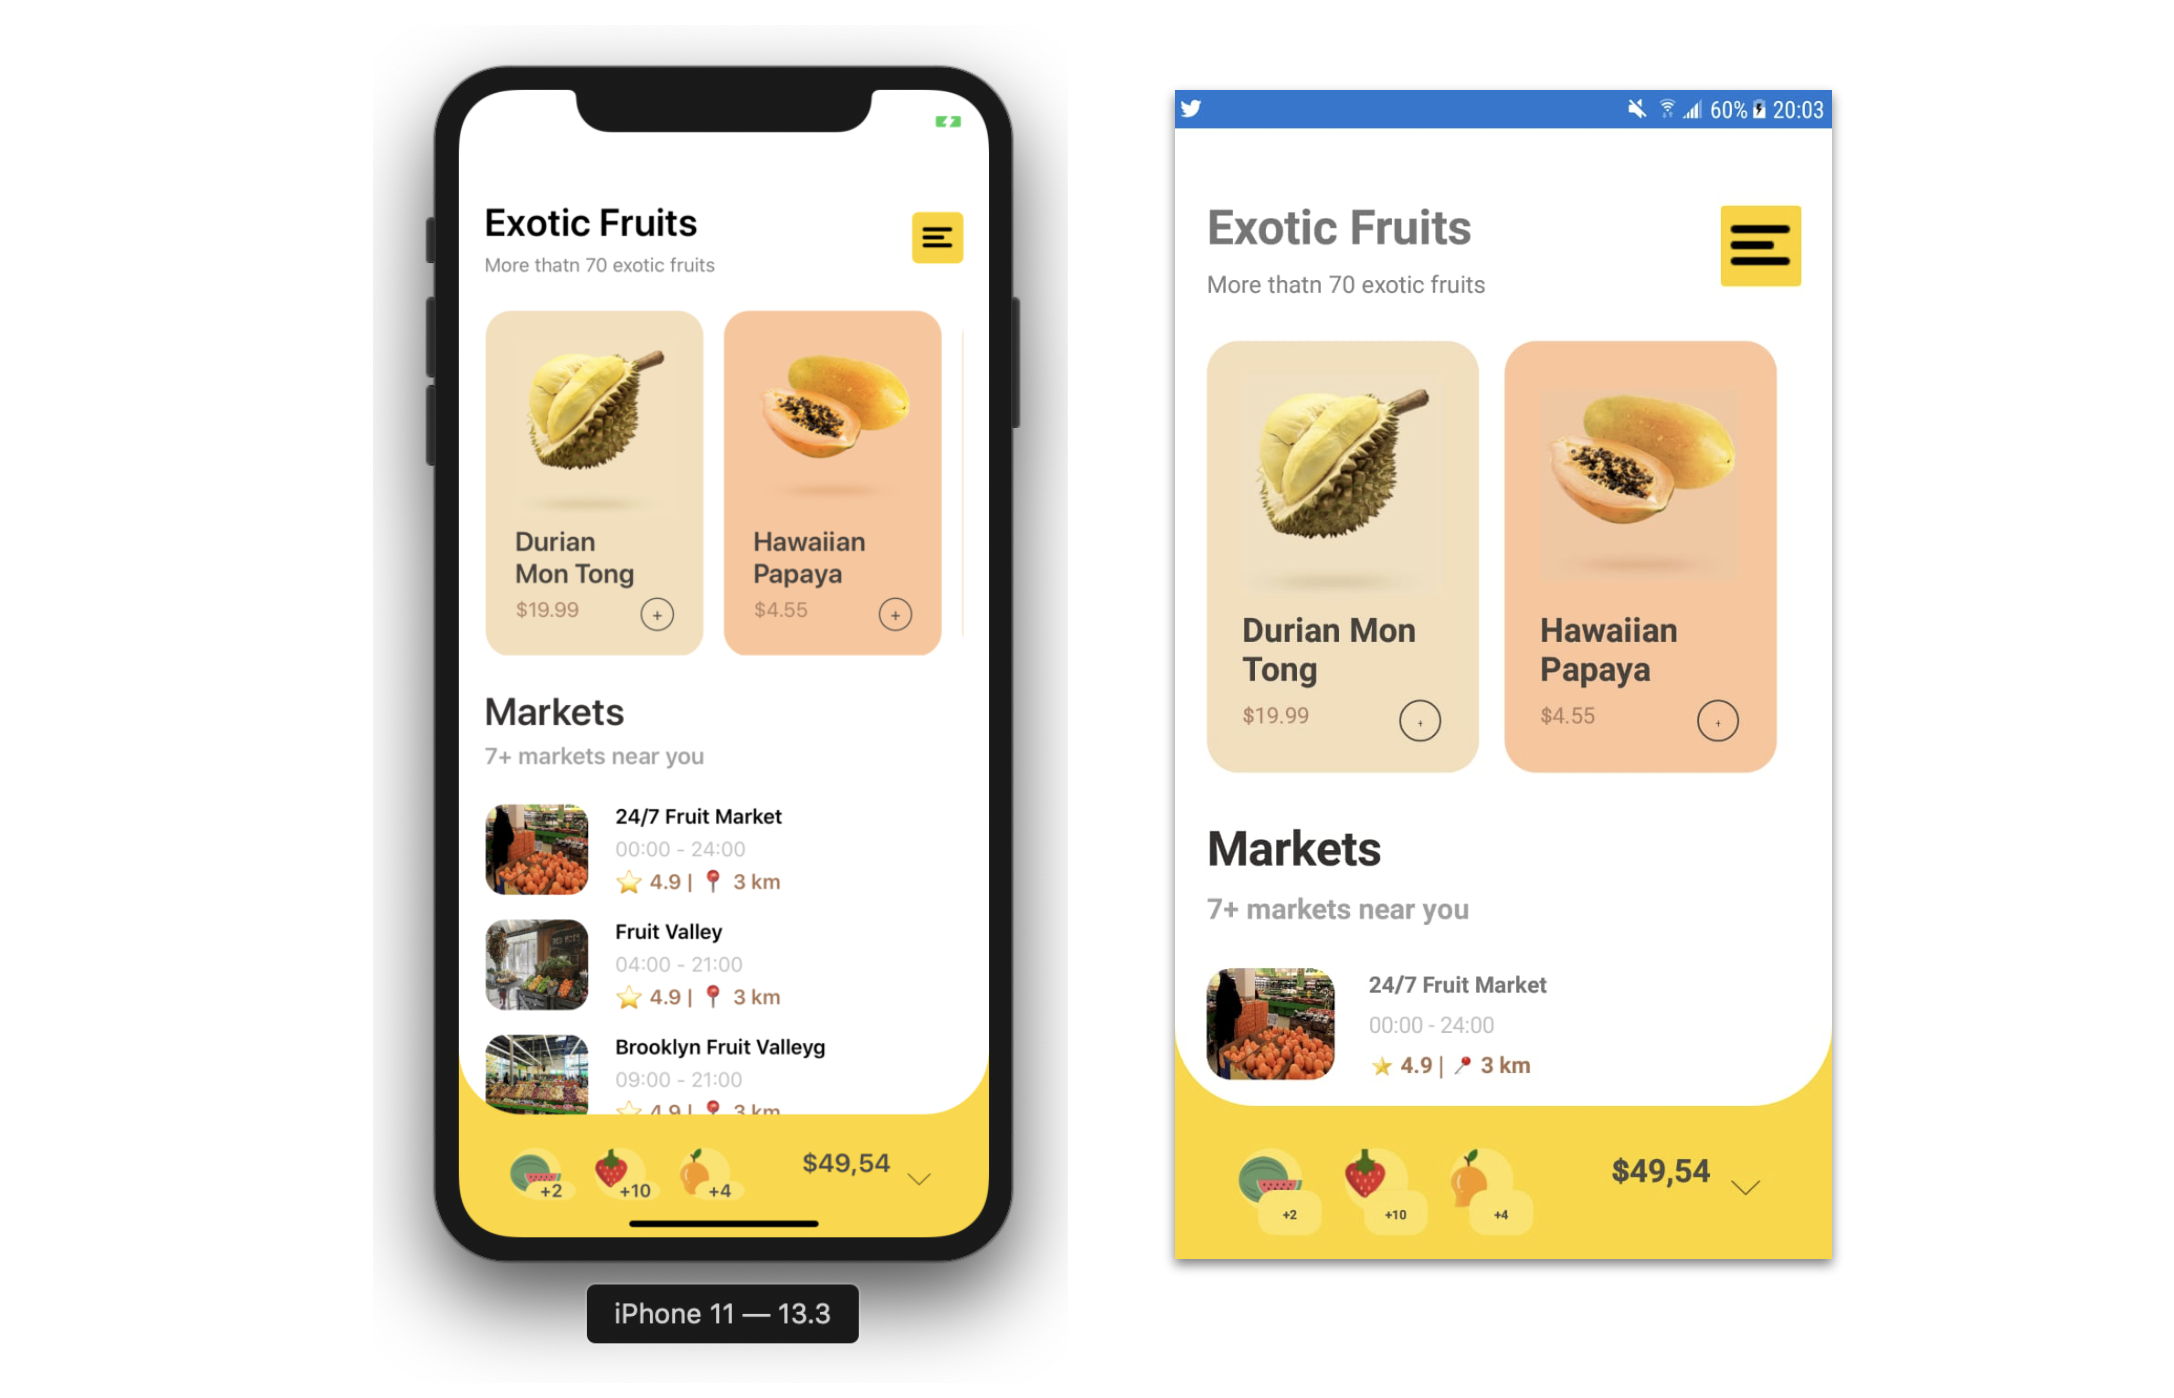 Exotic Fruits
More thatn 70 exotic fruits
Durian
Mon Tong
$19.99
+
Hawaiian
Papaya
$4.55
+
Markets
7+ markets near you
24/7 Fruit Market
00:00 - 24:00
4.9 | 3 km
Fruit Valley
04:00 - 21:00
4.9 | 3 km
Brooklyn Fruit Valleyg
09:00 - 21:00
4.9 | 3 km
+2
+10
+4
$49,54
iPhone 11 — 13.3
60% 20:03
Exotic Fruits
More thatn 70 exotic fruits
Durian Mon
Tong
$19.99
+
Hawaiian
Papaya
$4.55
+
Markets
7+ markets near you
24/7 Fruit Market
00:00 - 24:00
4.9 | 3 km
+2
+10
+4
$49,54